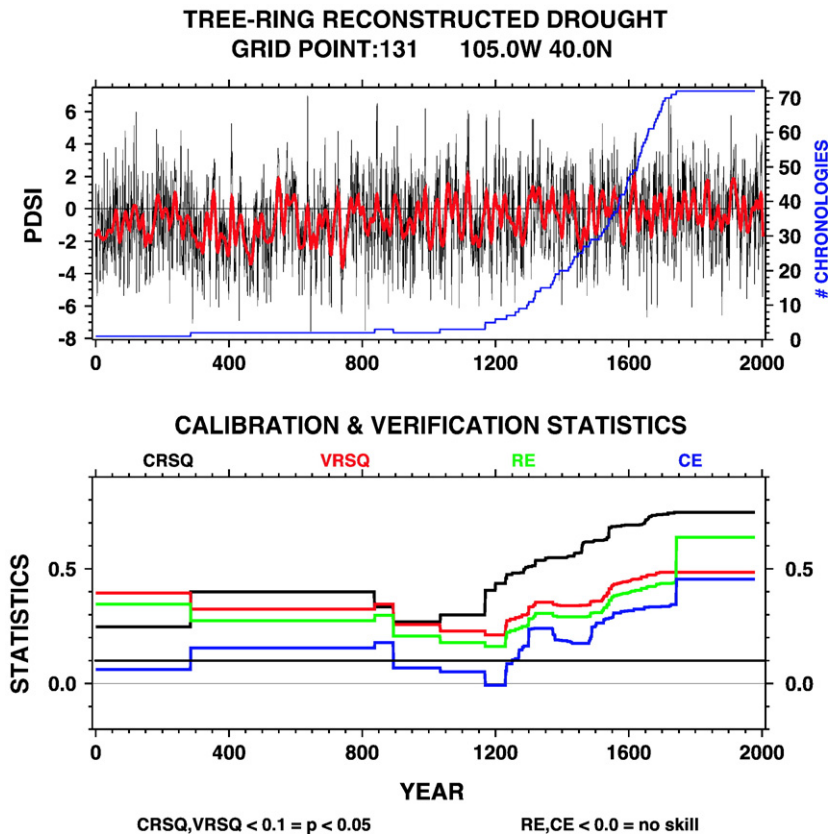 TREE-RING RECONSTRUCTED DROUGHT
GRID POINT:131 105.0W 40.0N
PDSI
6
4
2
0
-2
-4
-6
-8
# CHRONOLOGIES
70
60
50
40
30
20
10
0
0 400 800 1200 1600 2000
CALIBRATION & VERIFICATION STATISTICS
CRSQ VRSQ RE CE
STATISTICS
0.5 0.5
0.0 0.0
0 400 800 1200 1600 2000
YEAR
CRSQ,VRSQ < 0.1 = p < 0.05 RE,CE < 0.0 = no skill